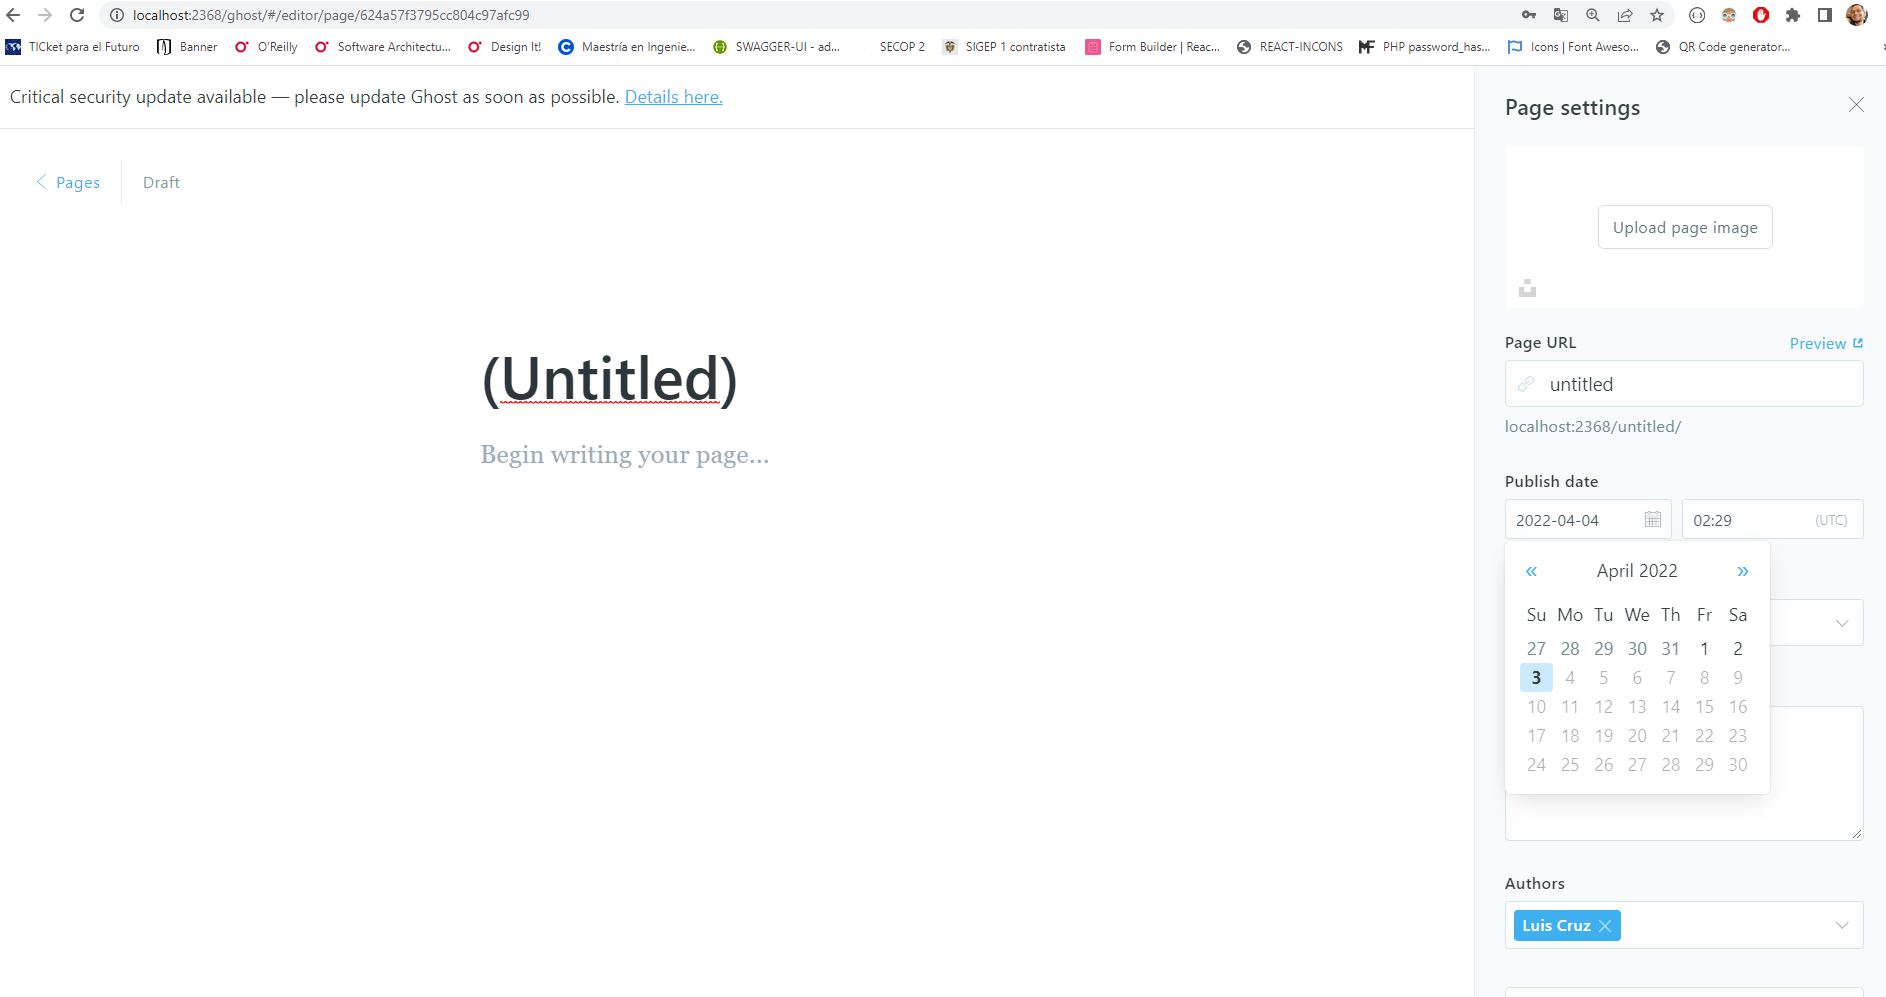 localhost:2368/ghost/#/editor/page/624a57f3795cc804c97afc99
TICket para el Futuro Banner O'Reilly Software Architectu... Design It! Maestría en Ingenie... SWAGGER-UI - ad... SECOP 2 SIGEP 1 contratista Form Builder | Reac... REACT-INCONS PHP password_has... Icons | Font Aweso... QR Code generator...
Critical security update available — please update Ghost as soon as possible. Details here.
Pages Draft
(Untitled)
Begin writing your page...
Page settings
Upload page image
Page URL Preview
untitled
localhost:2368/untitled/
Publish date
2022-04-04 02:29 (UTC)
« April 2022 »
Su Mo Tu We Th Fr Sa
27 28 29 30 31 1 2
3 4 5 6 7 8 9
10 11 12 13 14 15 16
17 18 19 20 21 22 23
24 25 26 27 28 29 30
Authors
Luis Cruz